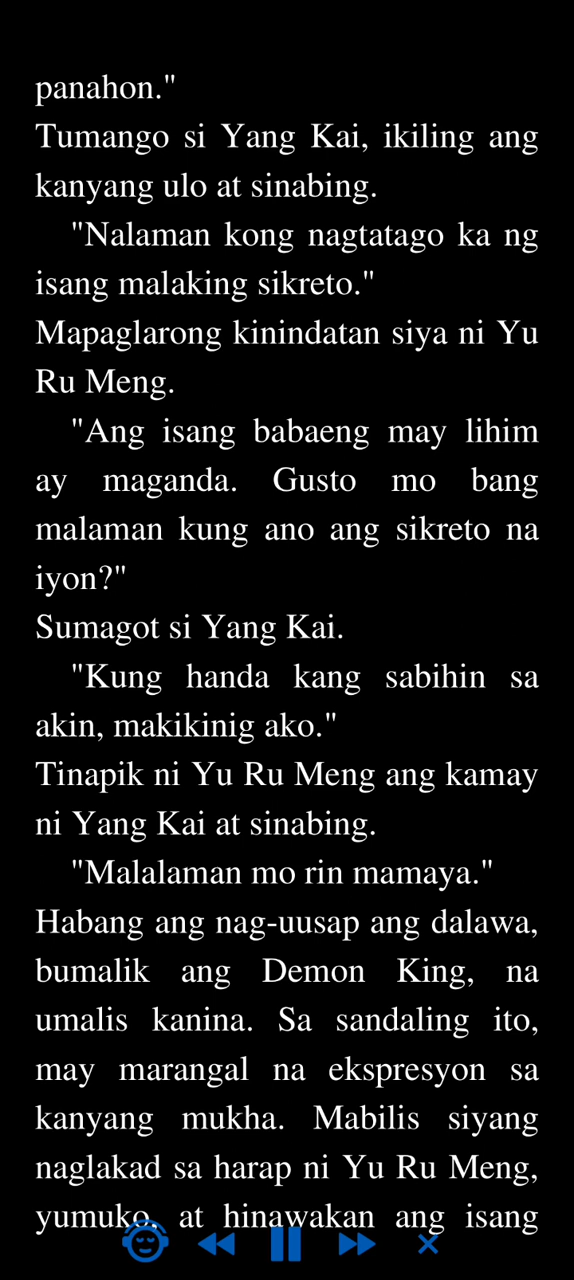 panahon."
Tumango si Yang Kai, ikiling ang
kanyang ulo at sinabing.
"Nalaman kong nagtatago ka ng
isang malaking sikreto."
Mapaglarong kinindatan siya ni Yu
Ru Meng.
"Ang isang babaeng may lihim
ay maganda. Gusto mo bang
malaman kung ano ang sikreto na
iyon?"
Sumagot si Yang Kai.
"Kung handa kang sabihin sa
akin, makikinig ako."
Tinapik ni Yu Ru Meng ang kamay
ni Yang Kai at sinabing.
"Malalaman mo rin mamaya."
Habang ang nag-uusap ang dalawa,
bumalik ang Demon King, na
umalis kanina. Sa sandaling ito,
may marangal na ekspresyon sa
kanyang mukha. Mabilis siyang
naglakad sa harap ni Yu Ru Meng,
yumuko, at hinawakan ang isang